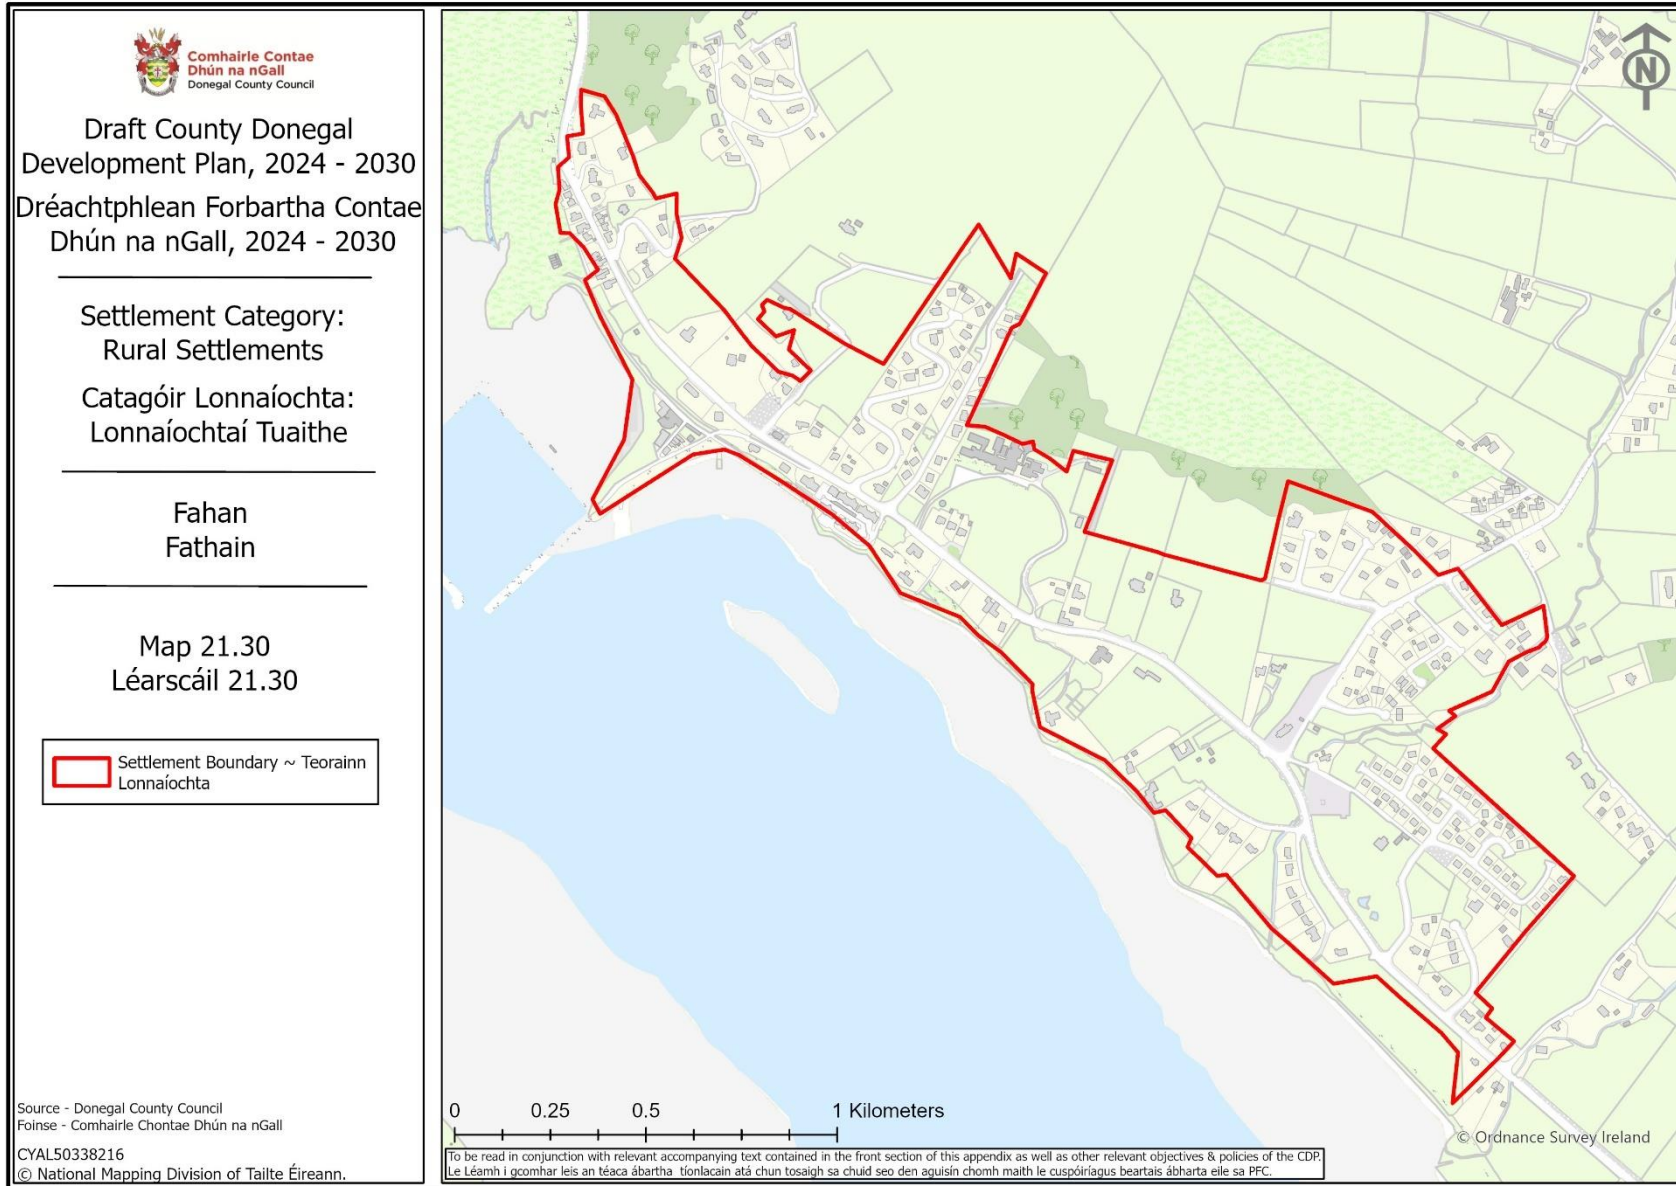 Comhairle Contae
Dhún na nGall
Donegal County Council
Draft County Donegal
Development Plan, 2024 - 2030
Dréachtphlean Forbartha Contae
Dhún na nGall, 2024 - 2030
Settlement Category:
Rural Settlements
Catagóir Lonnaíochta:
Lonnaíochtaí Tuaithe
Fahan
Fathain
Map 21.30
Léarscáil 21.30
Settlement Boundary ~ Teorainn
Lonnaíochta
Source - Donegal County Council
Foinse - Comhairle Chontae Dhún na nGall
CYAL50338216
© National Mapping Division of Tailte Éireann.
N
0 0.25 0.5 1 Kilometers
© Ordnance Survey Ireland
To be read in conjunction with relevant accompanying text contained in the front section of this appendix as well as other relevant objectives & policies of the CDP.
Le Léamh i gcomhar leis an téaca ábartha tíonlacain atá chun tosaigh sa chuid seo den aguisín chomh maith le cuspóiríagus beartais ábharta eile sa PFC.